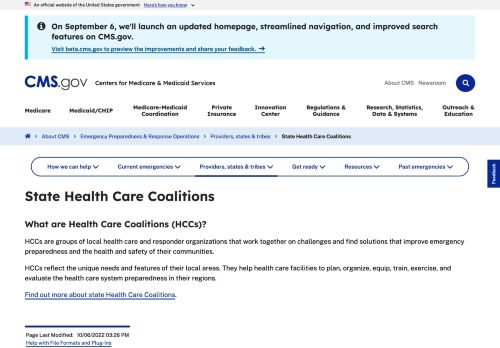 An official website of the United States government Here's how you know
On September 6, we'll launch an updated homepage, streamlined navigation, and improved search
features on CMS.gov.
Visit beta.cms.gov to preview the improvements and share your feedback.
CMS.gov Centers for Medicare & Medicaid Services
About CMS Newsroom
Medicare Medicaid/CHIP Medicare-Medicaid Coordination Private Insurance Innovation Center Regulations & Guidance Research, Statistics, Data & Systems Outreach & Education
About CMS Emergency Preparedness & Response Operations Providers, states & tribes State Health Care Coalitions
How we can help Current emergencies Providers, states & tribes Get ready Resources Past emergencies
Feedback
State Health Care Coalitions
What are Health Care Coalitions (HCCs)?
HCCs are groups of local health care and responder organizations that work together on challenges and find solutions that improve emergency
preparedness and the health and safety of their communities.
HCCs reflect the unique needs and features of their local areas. They help health care facilities to plan, organize, equip, train, exercise, and
evaluate the health care system preparedness in their regions.
Find out more about state Health Care Coalitions.
Page Last Modified: 10/06/2022 03:26 PM
Help with File Formats and Plug-Ins